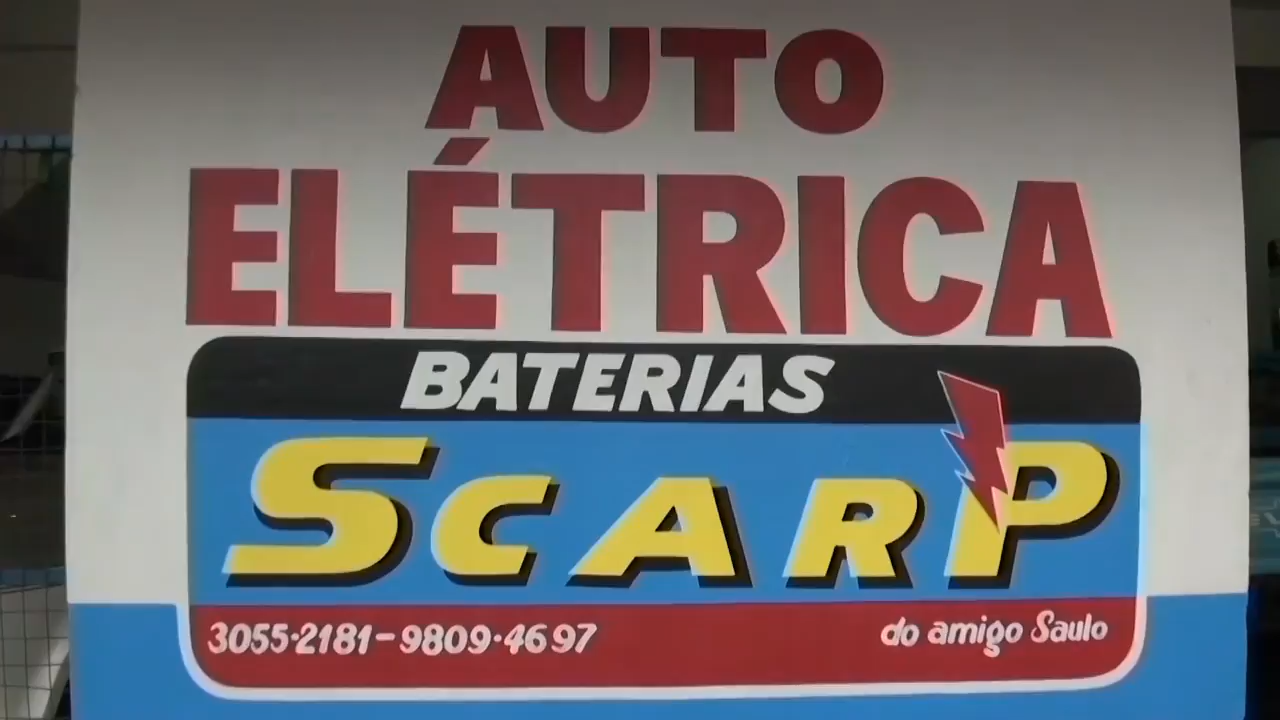 AUTO
ELÉTRICA
BATERIAS
SCARP
3055·2181-9809·4697
do amigo Saulo